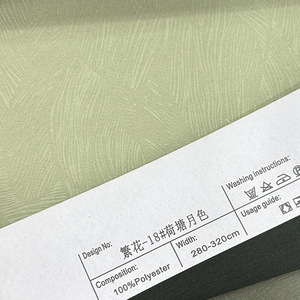 Design No: 繁花-18#荷塘月色 Washing instructions:
Composition: 100%Polyester Width: 280-320cm Usage guide: